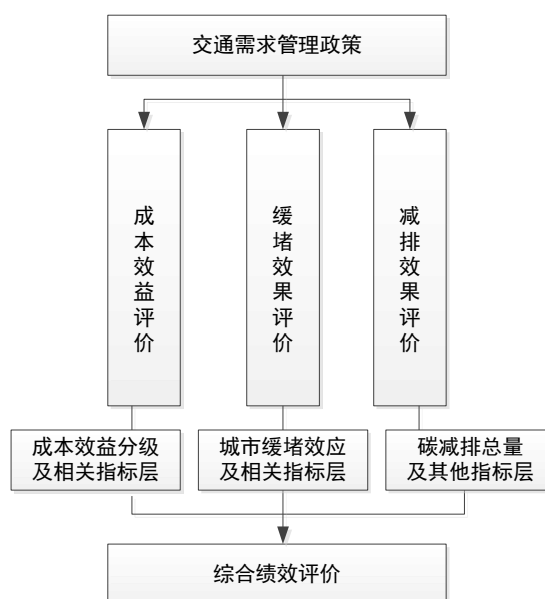 交通需求管理政策
成本效益评价
缓堵效果评价
减排效果评价
成本效益分级
及相关指标层
城市缓堵效应
及相关指标层
碳减排总量
及其他指标层
综合绩效评价